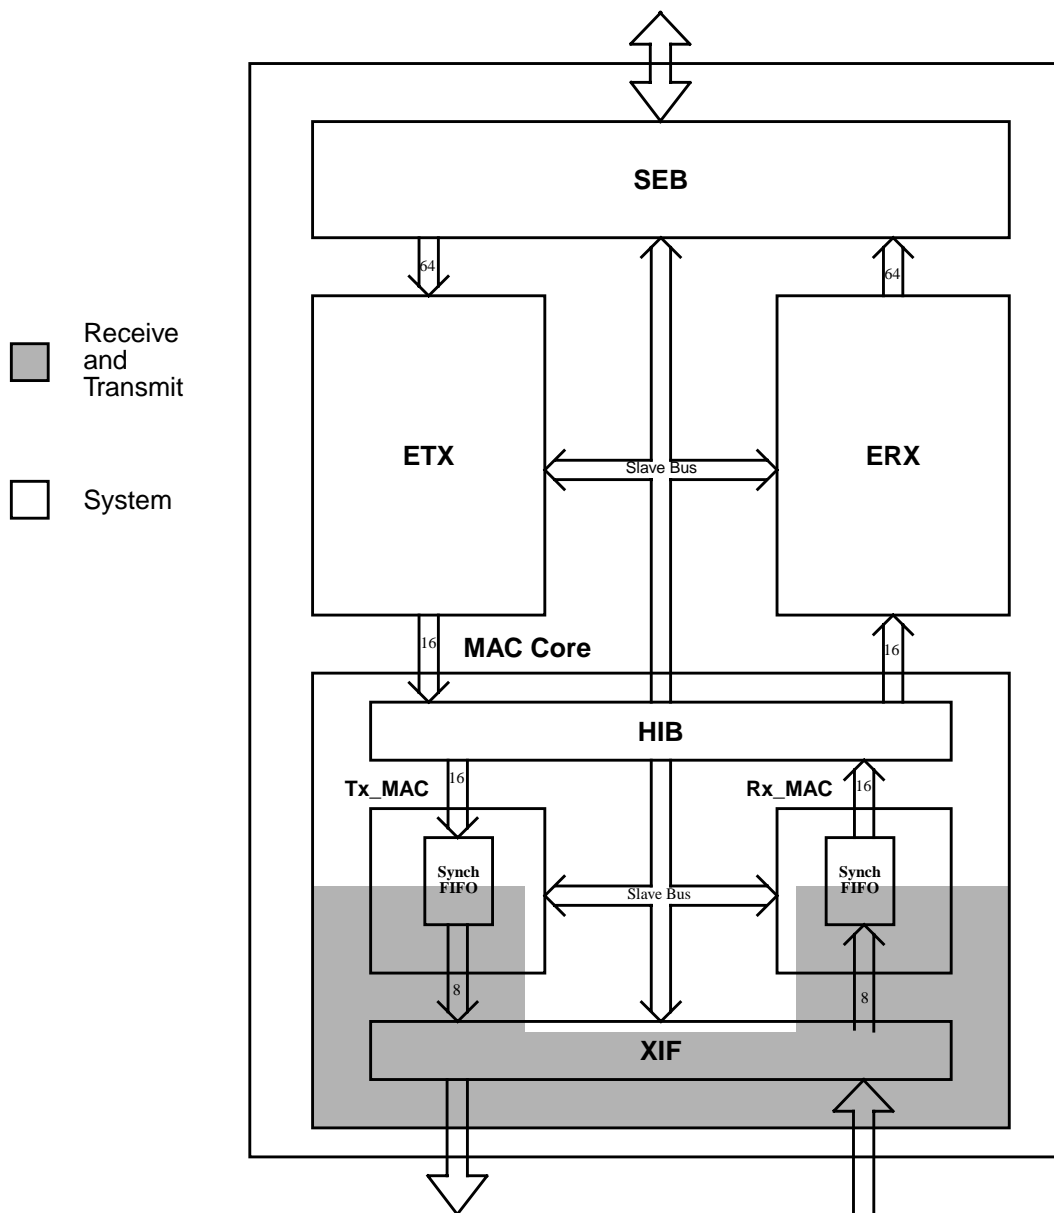 SEB
64
64
Receive
and
Transmit
System
ETX
ERX
Slave Bus
16
MAC Core
16
HIB
Tx_MAC
16
Rx_MAC
16
Synch
FIFO
Synch
FIFO
Slave Bus
8
8
XIF